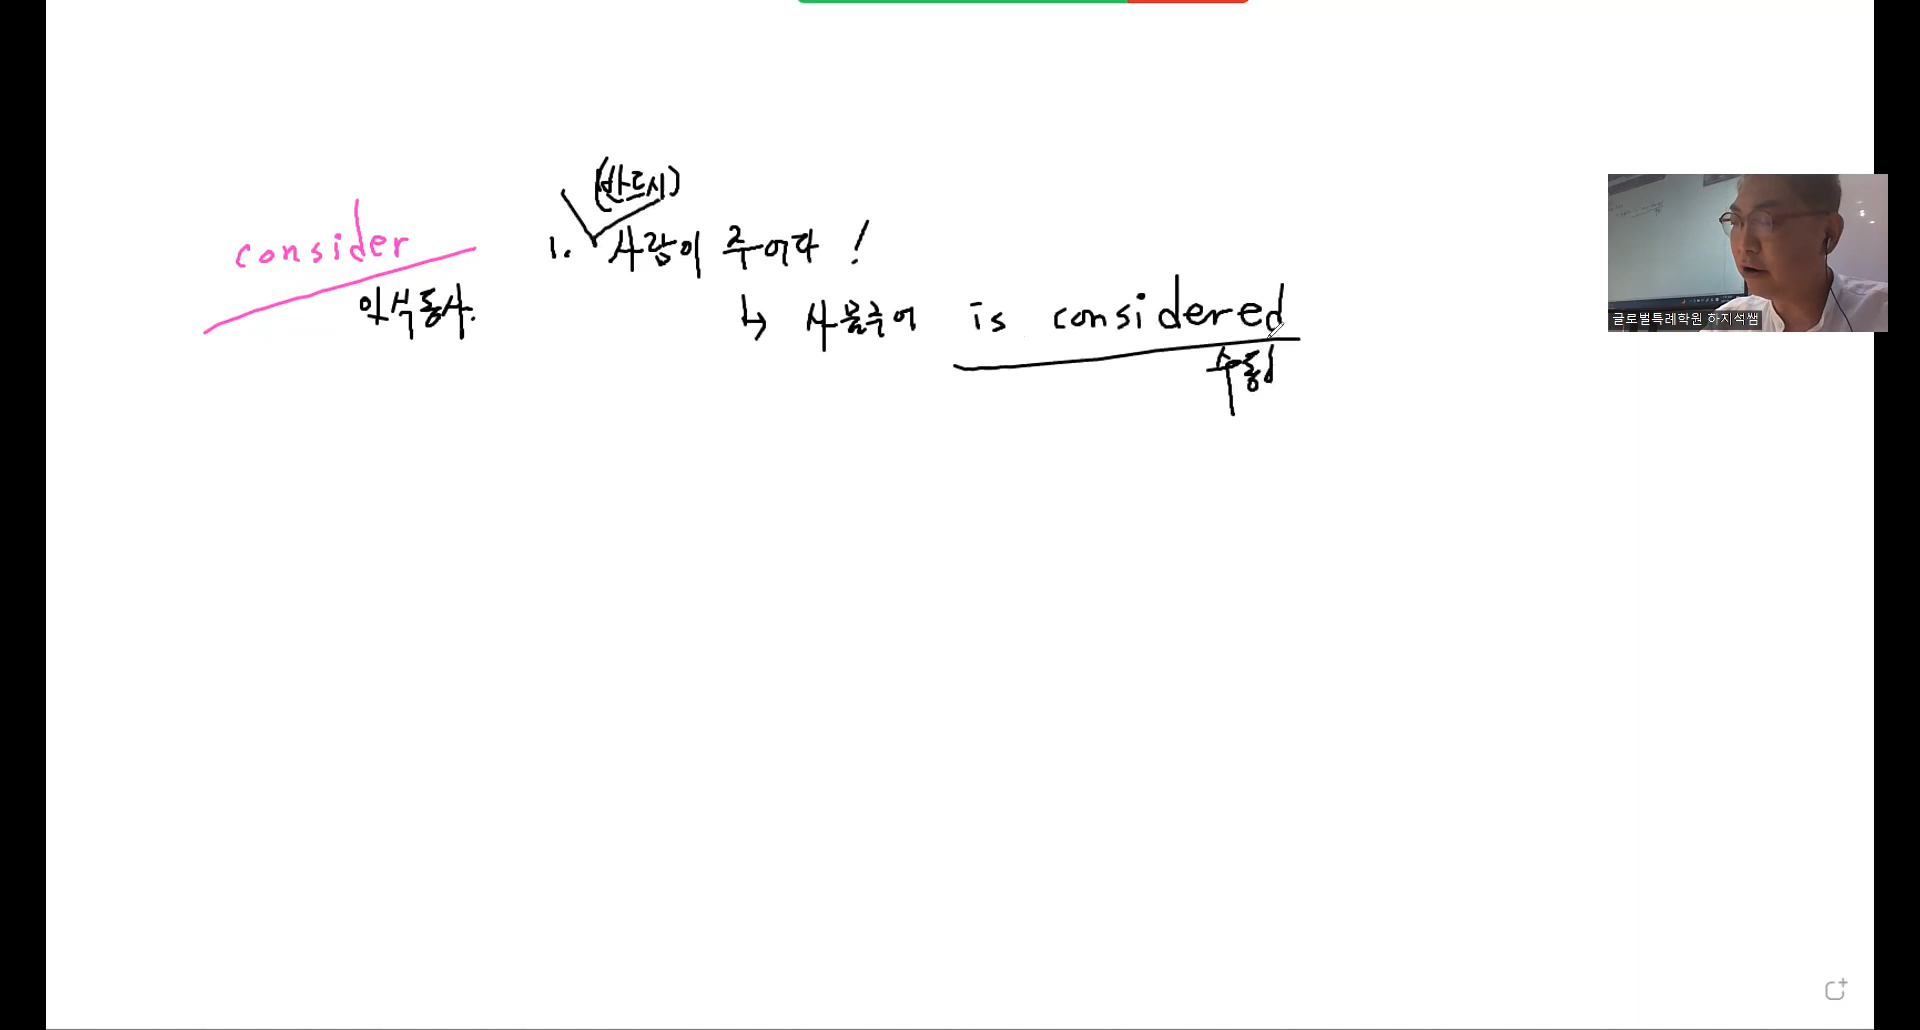 (반드시)
consider 1. 사람이 주어다 !
인식동사. ↳ 사물주어 is considered
수동
글로벌특례학원 하지석쌤